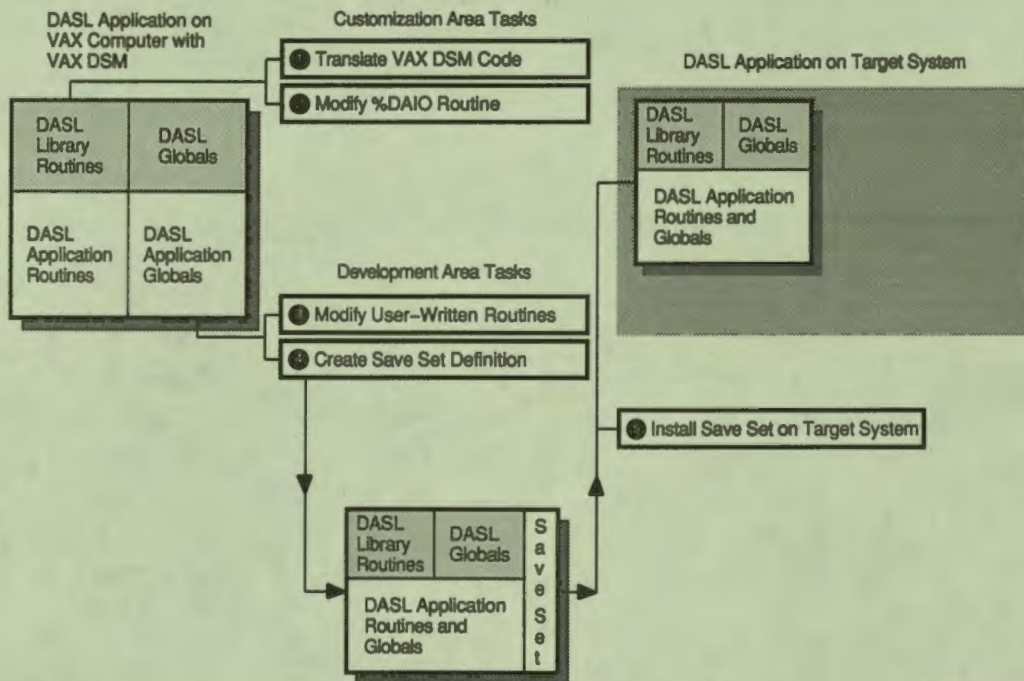 DASL Application on
VAX Computer with
VAX DSM
Customization Area Tasks
Translate VAX DSM Code
Modify %DAIO Routine
DASL
Library
Routines
DASL
Globals
DASL
Application
Routines
DASL
Application
Globals
Development Area Tasks
Modify User-Written Routines
Create Save Set Definition
DASL Application on Target System
DASL
Library
Routines
DASL
Globals
DASL Application
Routines and
Globals
Install Save Set on Target System
DASL
Library
Routines
DASL
Globals
DASL Application
Routines and
Globals
Save Set